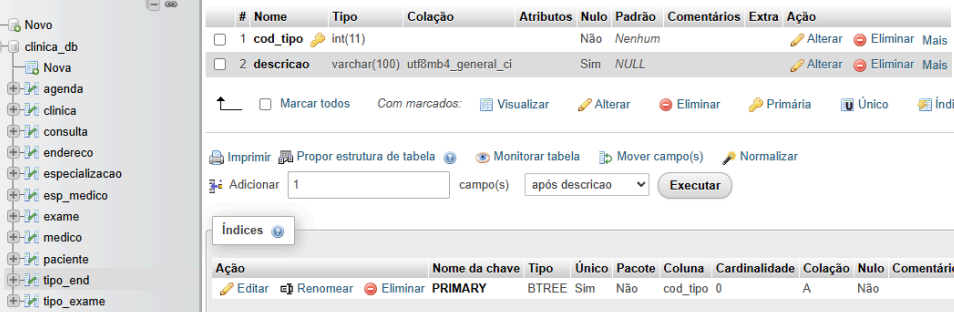 Novo
clinica_db
Nova
agenda
clinica
consulta
endereco
especializacao
esp_medico
exame
medico
paciente
tipo_end
tipo_exame
# Nome Tipo Colação Atributos Nulo Padrão Comentários Extra Ação
1 cod_tipo int(11) Não Nenhum Alterar Eliminar Mais
2 descricao varchar(100) utf8mb4_general_ci Sim NULL Alterar Eliminar Mais
Marcar todos Com marcados: Visualizar Alterar Eliminar Primária Único Índi
Imprimir Propor estrutura de tabela Monitorar tabela Mover campo(s) Normalizar
Adicionar 1 campo(s) após descricao Executar
Índices
Ação Nome da chave Tipo Único Pacote Coluna Cardinalidade Colação Nulo Comentário
Editar Renomear Eliminar PRIMARY BTREE Sim Não cod_tipo 0 A Não